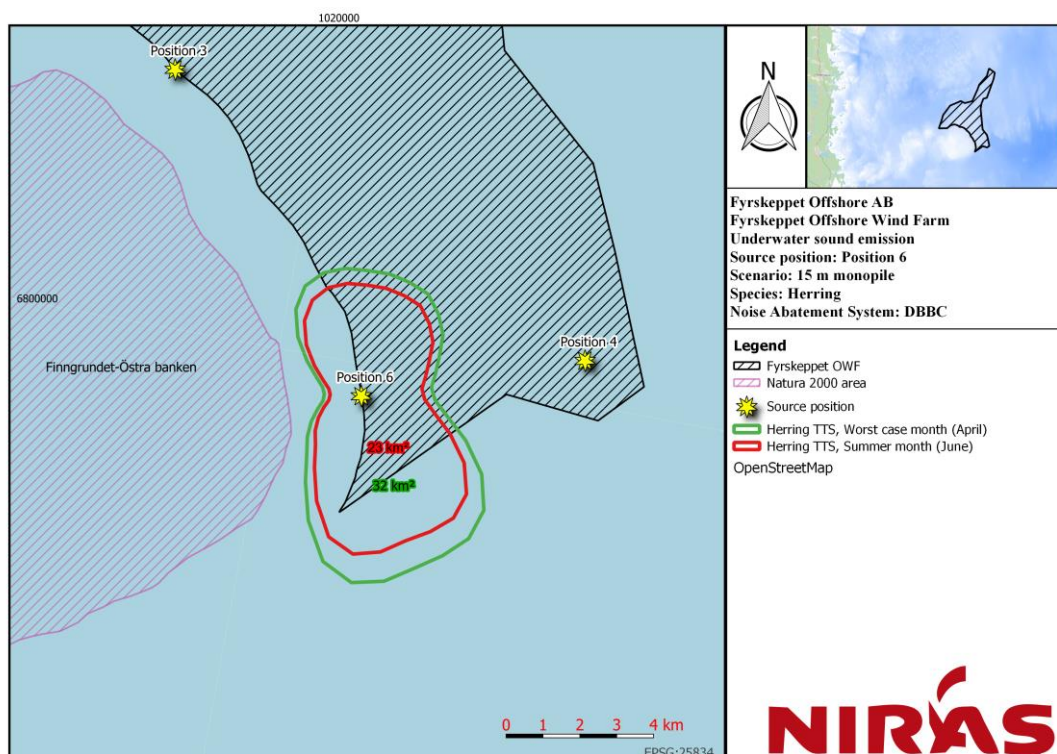 1020000
Position 3
6800000
Finngrundet-Östra banken
Position 4
Position 6
23 km²
32 km²
0 1 2 3 4 km
EPSG:25834
N
Fyrskeppet Offshore AB
Fyrskeppet Offshore Wind Farm
Underwater sound emission
Source position: Position 6
Scenario: 15 m monopile
Species: Herring
Noise Abatement System: DBBC
Legend
Fyrskeppet OWF
Natura 2000 area
Source position
Herring TTS, Worst case month (April)
Herring TTS, Summer month (June)
OpenStreetMap
NIRÁS